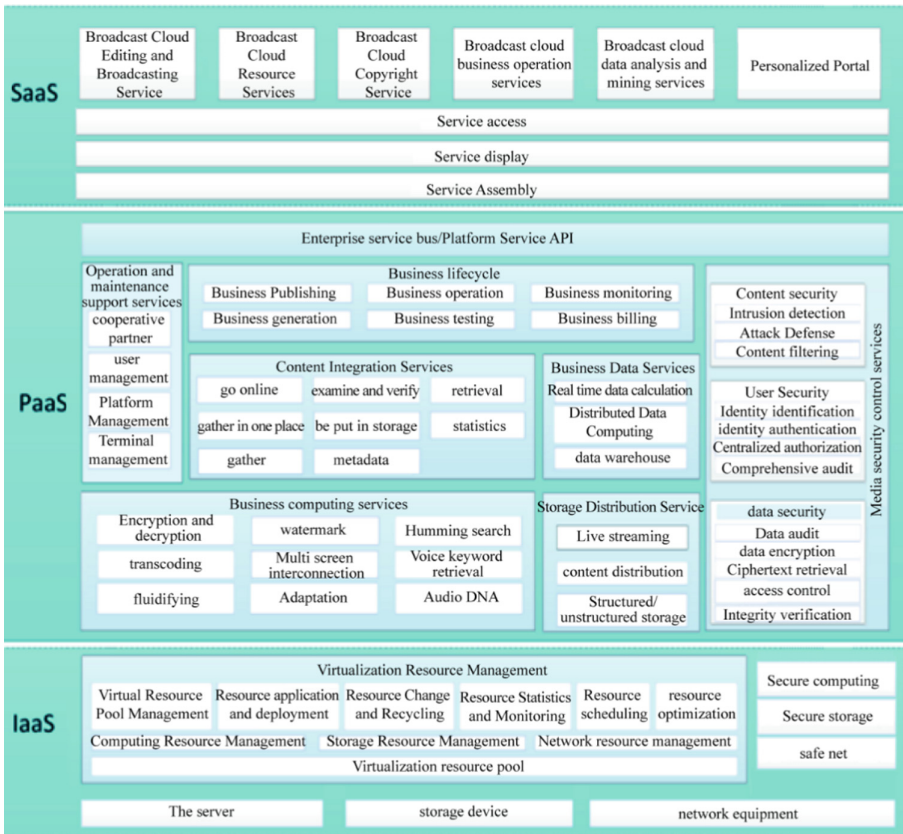 SaaS
Broadcast Cloud
Editing and
Broadcasting
Service
Broadcast
Cloud
Resource
Services
Broadcast
Cloud
Copyright
Service
Broadcast cloud
business operation
services
Broadcast cloud
data analysis and
mining services
Personalized Portal
Service access
Service display
Service Assembly
PaaS
Enterprise service bus/Platform Service API
Operation and
maintenance
support services
cooperative
partner
user
management
Platform
Management
Terminal
management
Business lifecycle
Business Publishing
Business operation
Business monitoring
Business generation
Business testing
Business billing
Content Integration Services
go online
examine and verify
retrieval
gather in one place
be put in storage
statistics
gather
metadata
Business Data Services
Real time data calculation
Distributed Data
Computing
data warehouse
Business computing services
Encryption and
decryption
watermark
Humming search
transcoding
Multi screen
interconnection
Voice keyword
retrieval
fluidifying
Adaptation
Audio DNA
Storage Distribution Service
Live streaming
content distribution
Structured/
unstructured storage
Content security
Intrusion detection
Attack Defense
Content filtering
User Security
Identity identification
identity authentication
Centralized authorization
Comprehensive audit
data security
Data audit
data encryption
Ciphertext retrieval
access control
Integrity verification
Media security control services
IaaS
Virtualization Resource Management
Virtual Resource
Pool Management
Resource application
and deployment
Resource Change
and Recycling
Resource Statistics
and Monitoring
Resource
scheduling
resource
optimization
Computing Resource Management
Storage Resource Management
Network resource management
Virtualization resource pool
Secure computing
Secure storage
safe net
The server
storage device
network equipment